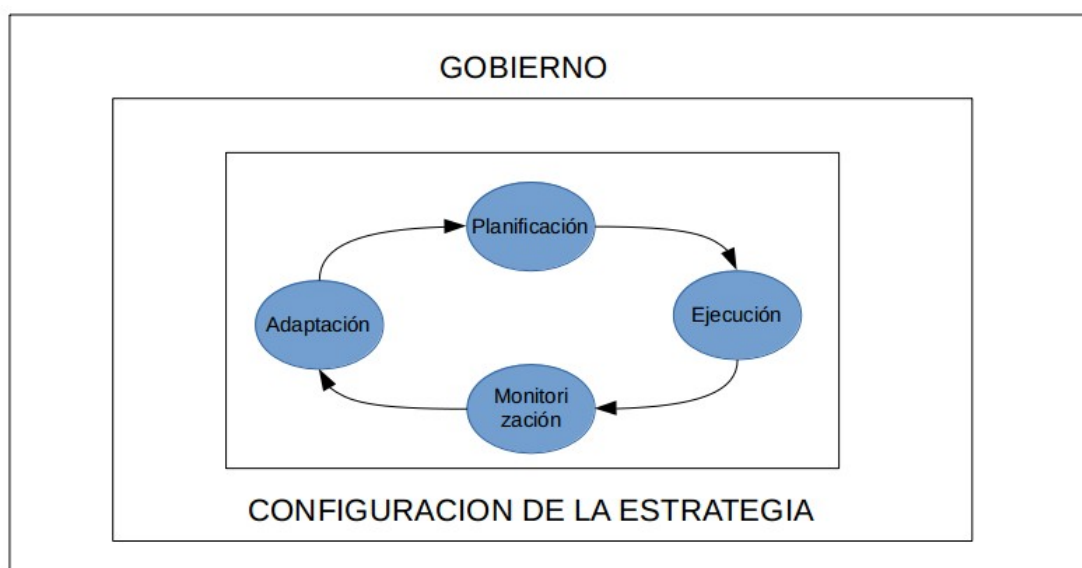 GOBIERNO
Planificación
Adaptación
Ejecución
Monitori
zación
CONFIGURACION DE LA ESTRATEGIA